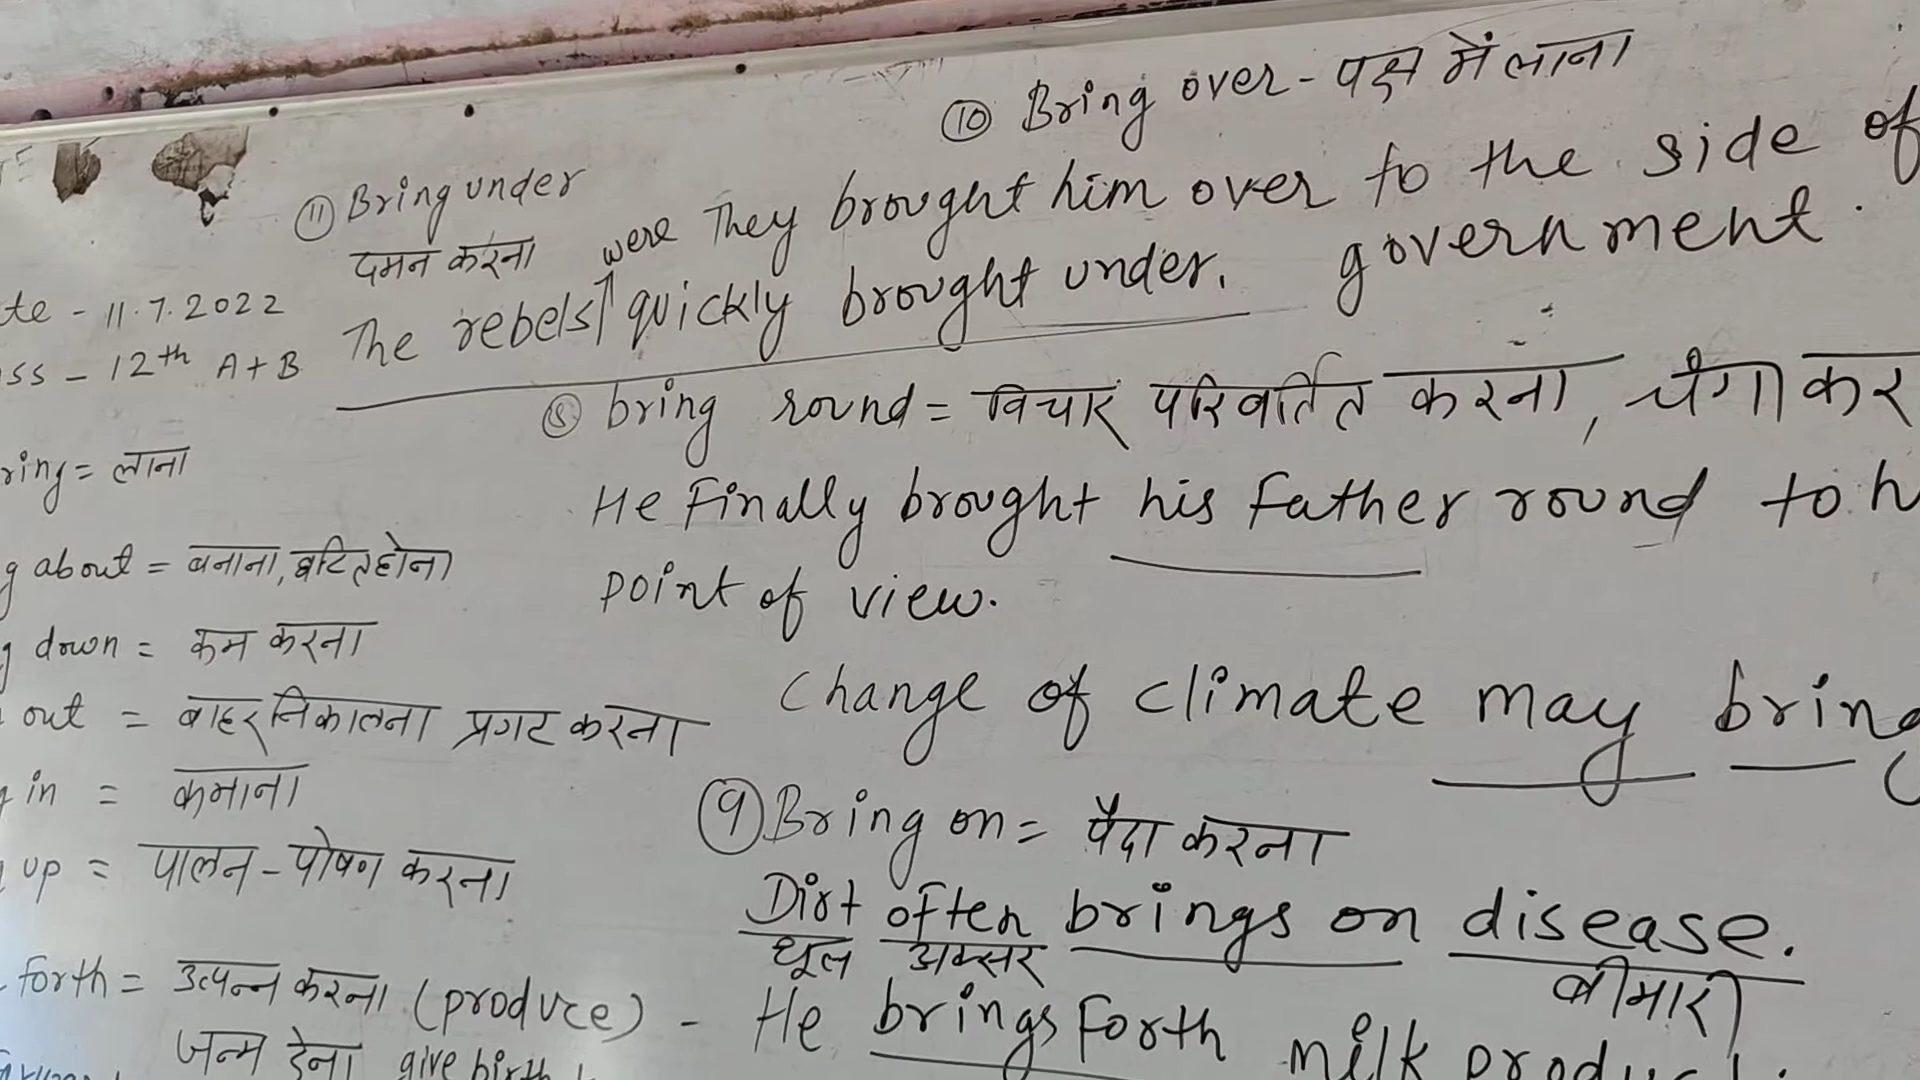 ⑩ Bring over - पक्ष में लाना
They brought him over to the side of
government.
⑪ Bring under
दमन करना
were
The rebels quickly brought under.
te - 11.7.2022
ss - 12th A+B
⑧ bring round = विचार परिवर्तित करना, चंगा कर
He Finally brought his Father round to h
point of view.
Change of climate may bring
ring = लाना
g about = बनाना, घटित होना
g down = कम करना
out = बाहर निकालना प्रगट करना
g in = कमाना
up = पालन-पोषण करना
⑨ Bring on = पैदा करना
Dirt often brings on disease.
धूल अक्सर बीमारी
forth = उत्पन्न करना (produce) - He brings Forth milk product.
जन्म देना give birth